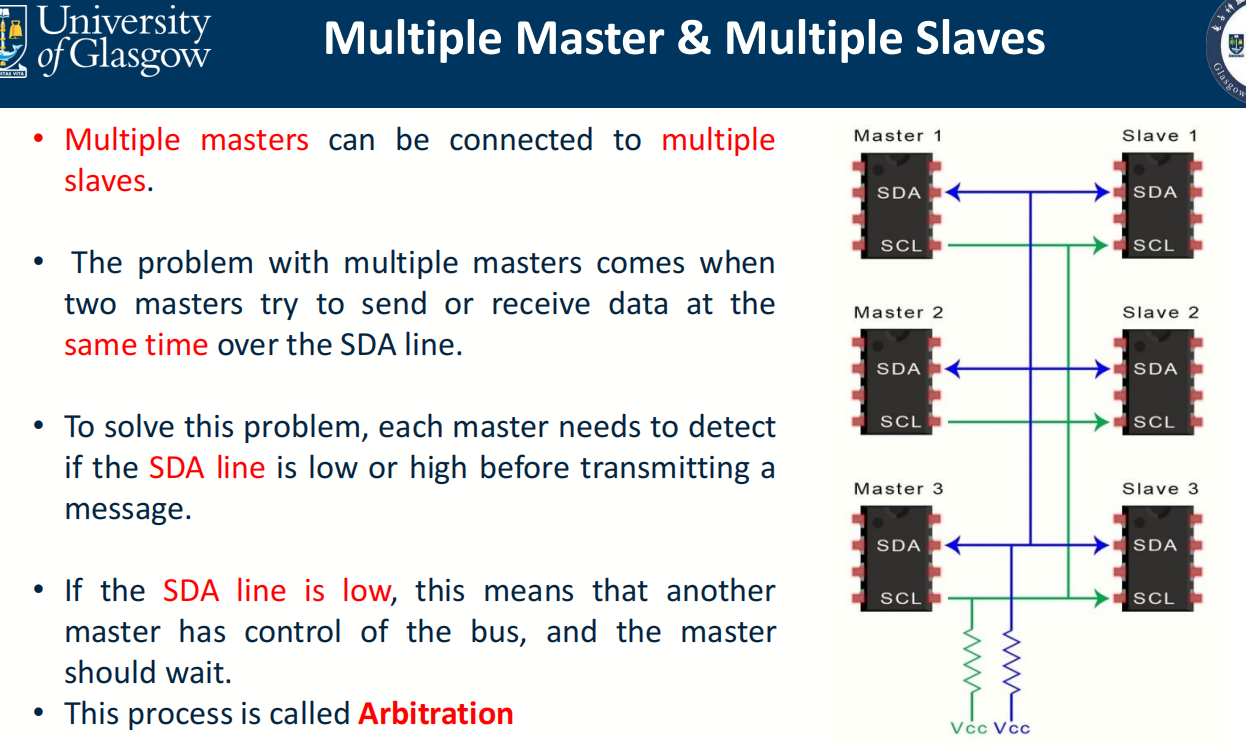 University
of Glasgow
VERITAS VITA
Multiple Master & Multiple Slaves
Glasgow
• Multiple masters can be connected to multiple
slaves.
• The problem with multiple masters comes when
two masters try to send or receive data at the
same time over the SDA line.
• To solve this problem, each master needs to detect
if the SDA line is low or high before transmitting a
message.
• If the SDA line is low, this means that another
master has control of the bus, and the master
should wait.
• This process is called Arbitration
Master 1
Slave 1
SDA
SDA
SCL
SCL
Master 2
Slave 2
SDA
SDA
SCL
SCL
Master 3
Slave 3
SDA
SDA
SCL
SCL
Vcc Vcc